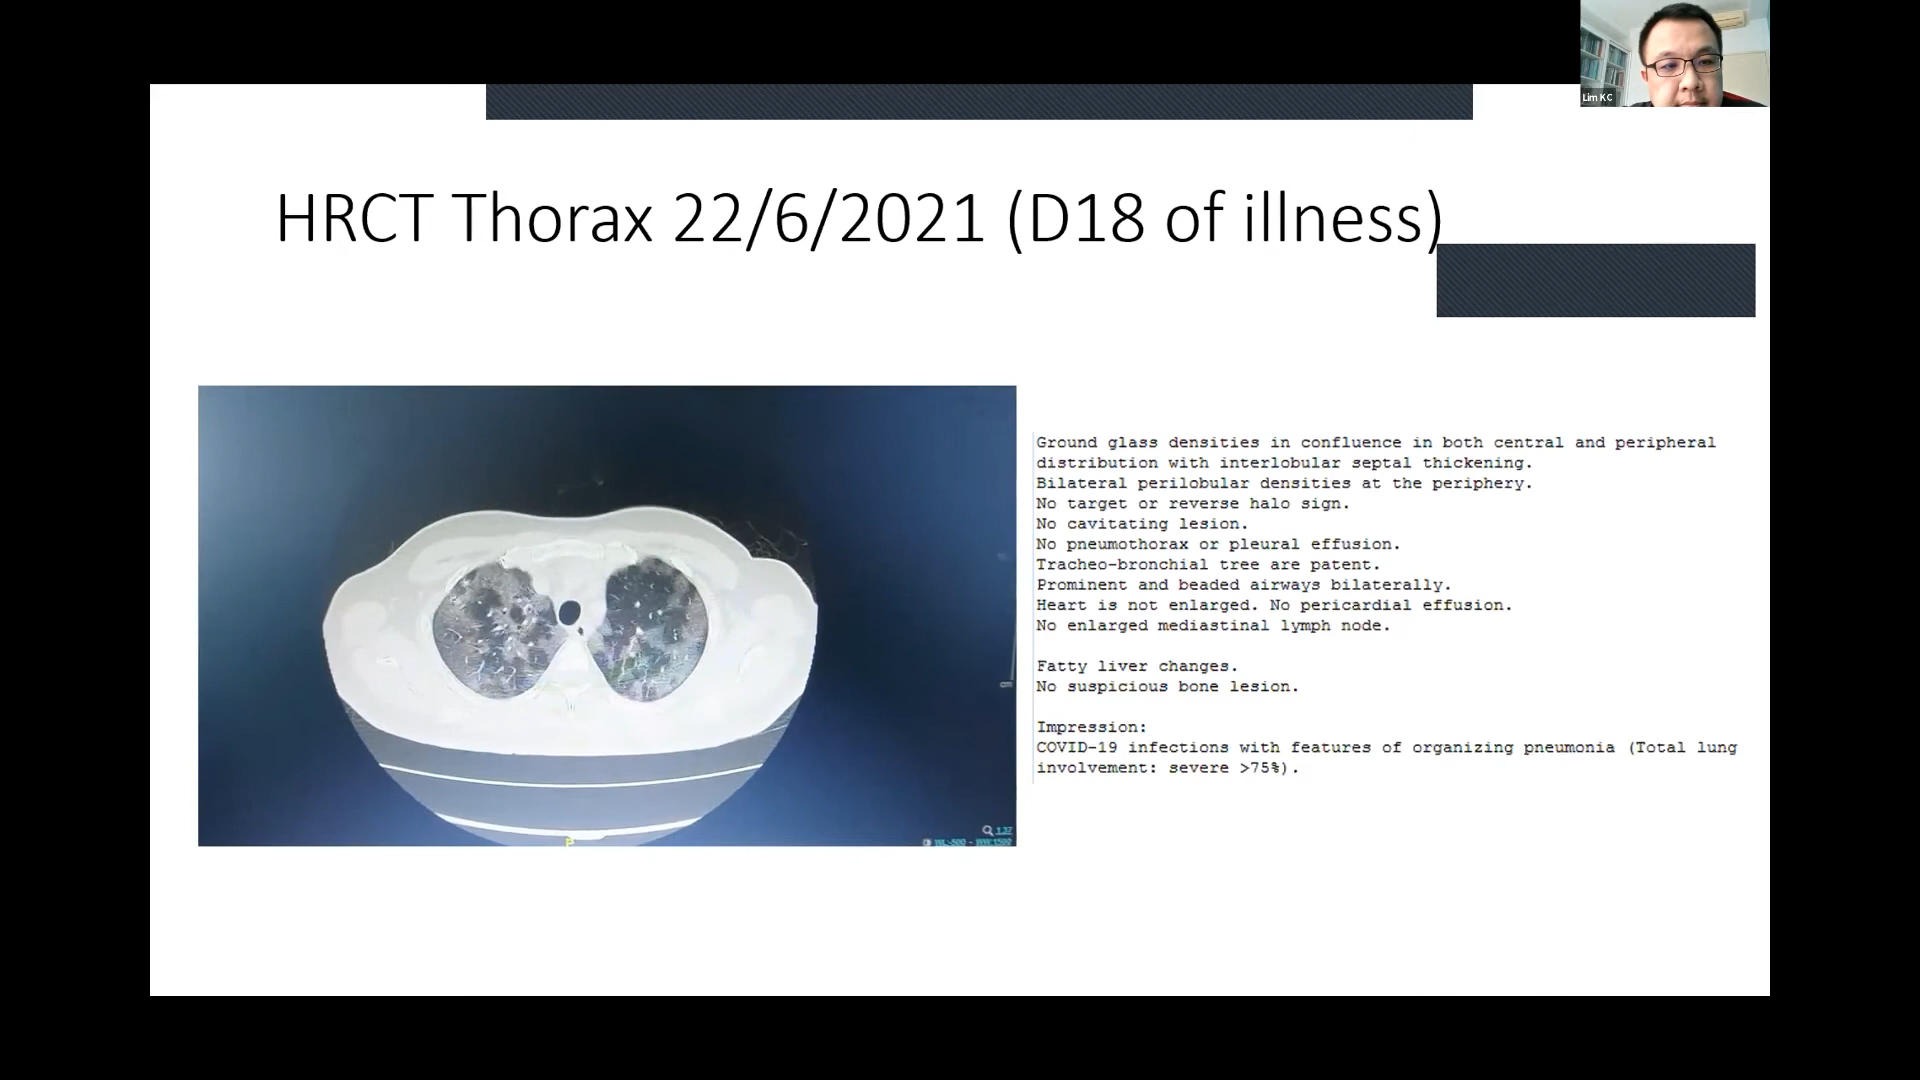 Lim KC
HRCT Thorax 22/6/2021 (D18 of illness)
Ground glass densities in confluence in both central and peripheral
distribution with interlobular septal thickening.
Bilateral perilobular densities at the periphery.
No target or reverse halo sign.
No cavitating lesion.
No pneumothorax or pleural effusion.
Tracheo-bronchial tree are patent.
Prominent and beaded airways bilaterally.
Heart is not enlarged. No pericardial effusion.
No enlarged mediastinal lymph node.
Fatty liver changes.
No suspicious bone lesion.
Impression:
COVID-19 infections with features of organizing pneumonia (Total lung
involvement: severe >75%).
cm
1.37
P